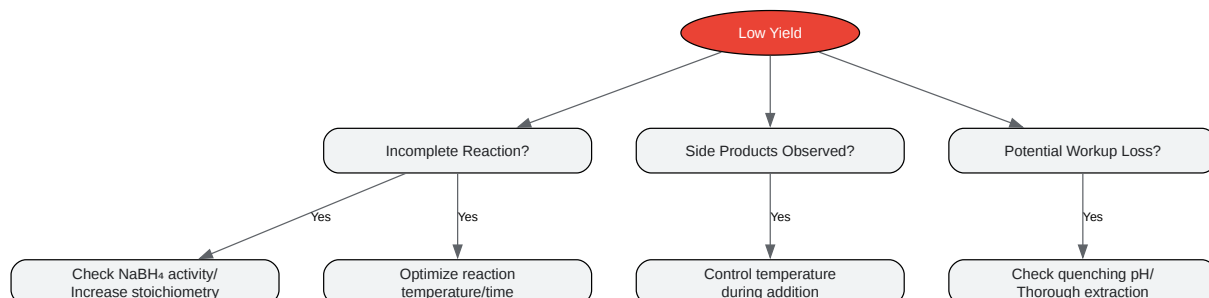 Low Yield
Incomplete Reaction?
Side Products Observed?
Potential Workup Loss?
Yes
Yes
Yes
Yes
Check NaBH₄ activity/
Increase stoichiometry
Optimize reaction
temperature/time
Control temperature
during addition
Check quenching pH/
Thorough extraction